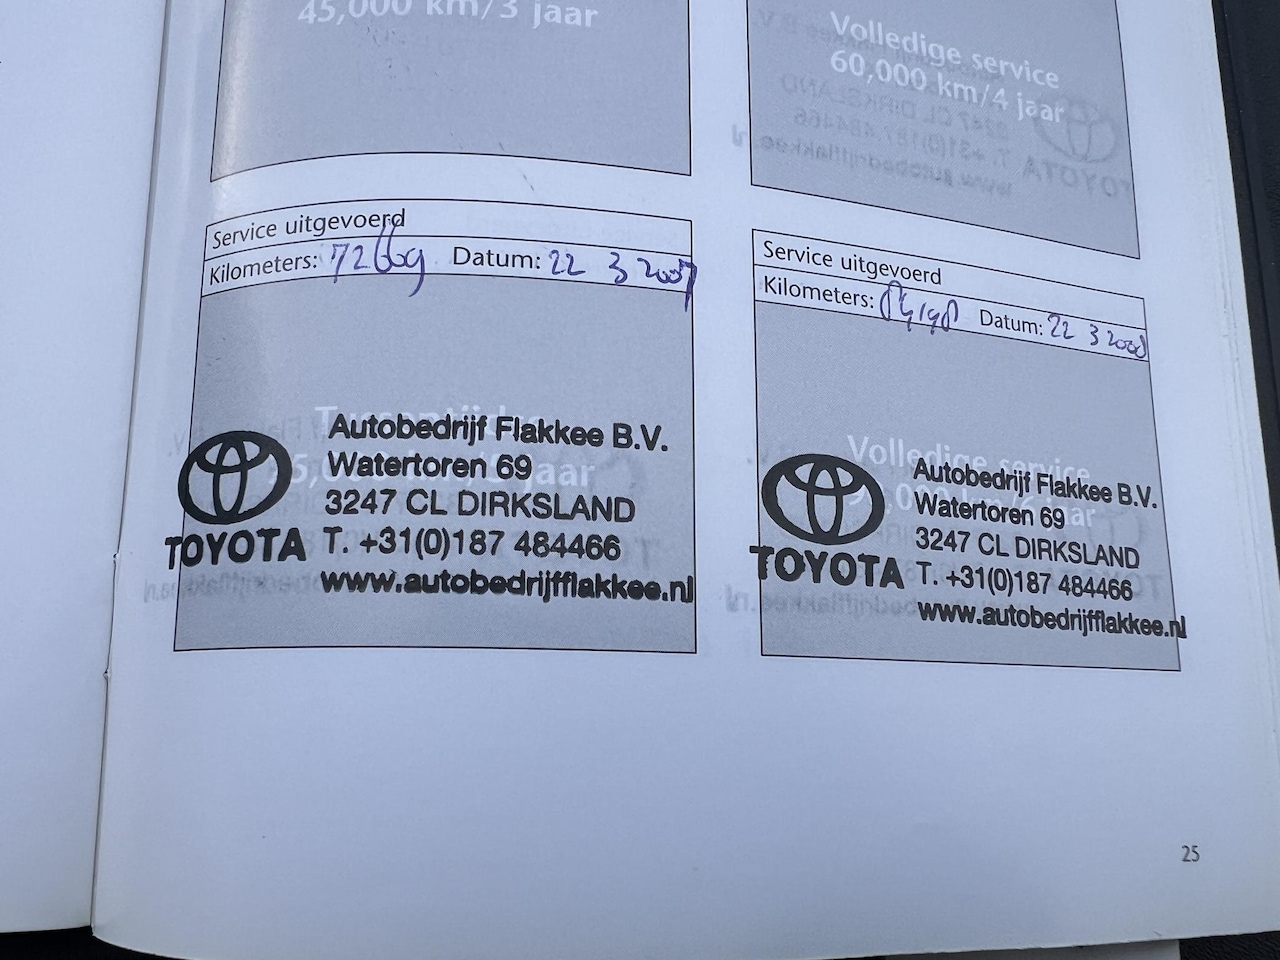 45,000 km/3 jaar
Volledige service
60,000 km/4 jaar
Service uitgevoerd
Kilometers: 72669 Datum: 22 3 2007
Autobedrijf Flakkee B.V.
Watertoren 69
3247 CL DIRKSLAND
TOYOTA T. +31(0)187 484466
www.autobedrijfflakkee.nl
Service uitgevoerd
Kilometers: Datum: 22 3 2008
Volledige service
Autobedrijf Flakkee B.V.
Watertoren 69
3247 CL DIRKSLAND
TOYOTA T. +31(0)187 484466
www.autobedrijfflakkee.nl
25